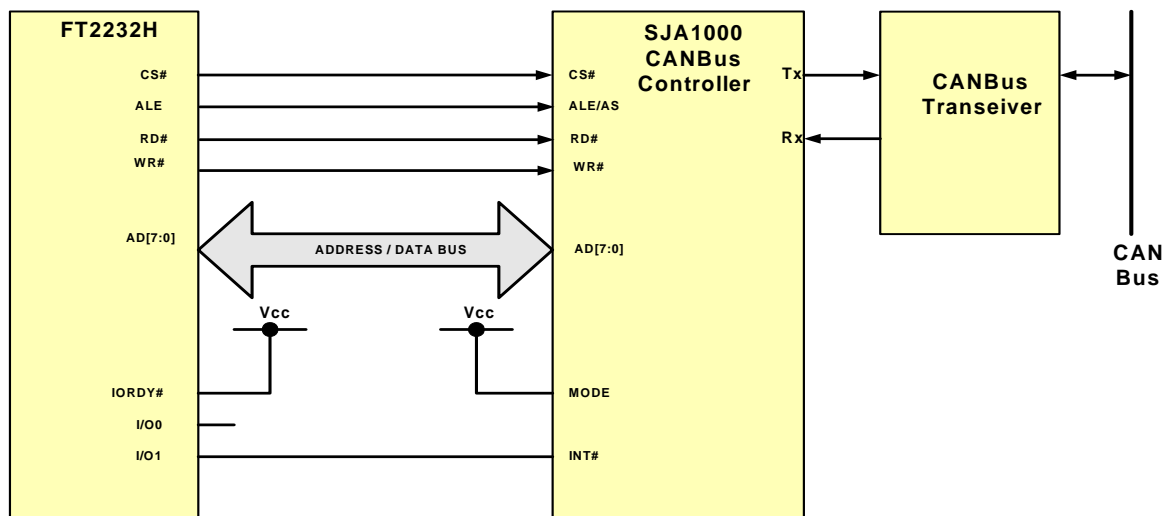 FT2232H
CS#
ALE
RD#
WR#
AD[7:0]
IORDY#
I/O0
I/O1
ADDRESS / DATA BUS
Vcc
Vcc
SJA1000
CANBus
Controller
CS#
ALE/AS
RD#
WR#
AD[7:0]
MODE
INT#
Tx
Rx
CANBus
Transeiver
CAN
Bus